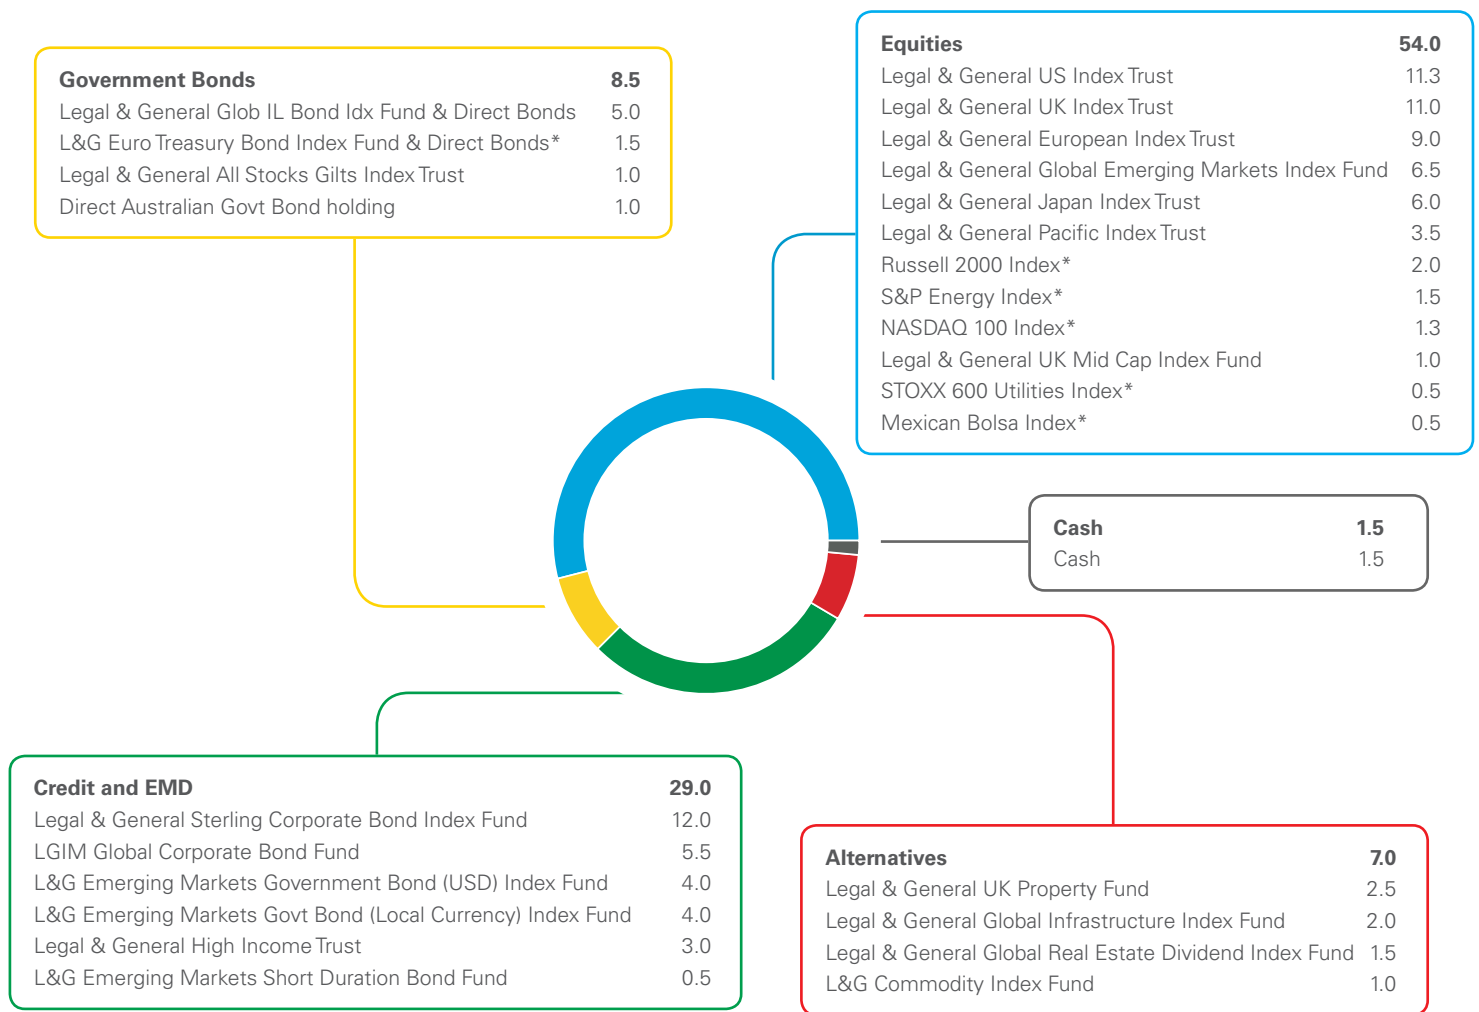 Government Bonds 8.5
Legal & General Glob IL Bond Idx Fund & Direct Bonds 5.0
L&G Euro Treasury Bond Index Fund & Direct Bonds* 1.5
Legal & General All Stocks Gilts Index Trust 1.0
Direct Australian Govt Bond holding 1.0
Equities 54.0
Legal & General US Index Trust 11.3
Legal & General UK Index Trust 11.0
Legal & General European Index Trust 9.0
Legal & General Global Emerging Markets Index Fund 6.5
Legal & General Japan Index Trust 6.0
Legal & General Pacific Index Trust 3.5
Russell 2000 Index* 2.0
S&P Energy Index* 1.5
NASDAQ 100 Index* 1.3
Legal & General UK Mid Cap Index Fund 1.0
STOXX 600 Utilities Index* 0.5
Mexican Bolsa Index* 0.5
Cash 1.5
Cash 1.5
Credit and EMD 29.0
Legal & General Sterling Corporate Bond Index Fund 12.0
LGIM Global Corporate Bond Fund 5.5
L&G Emerging Markets Government Bond (USD) Index Fund 4.0
L&G Emerging Markets Govt Bond (Local Currency) Index Fund 4.0
Legal & General High Income Trust 3.0
L&G Emerging Markets Short Duration Bond Fund 0.5
Alternatives 7.0
Legal & General UK Property Fund 2.5
Legal & General Global Infrastructure Index Fund 2.0
Legal & General Global Real Estate Dividend Index Fund 1.5
L&G Commodity Index Fund 1.0